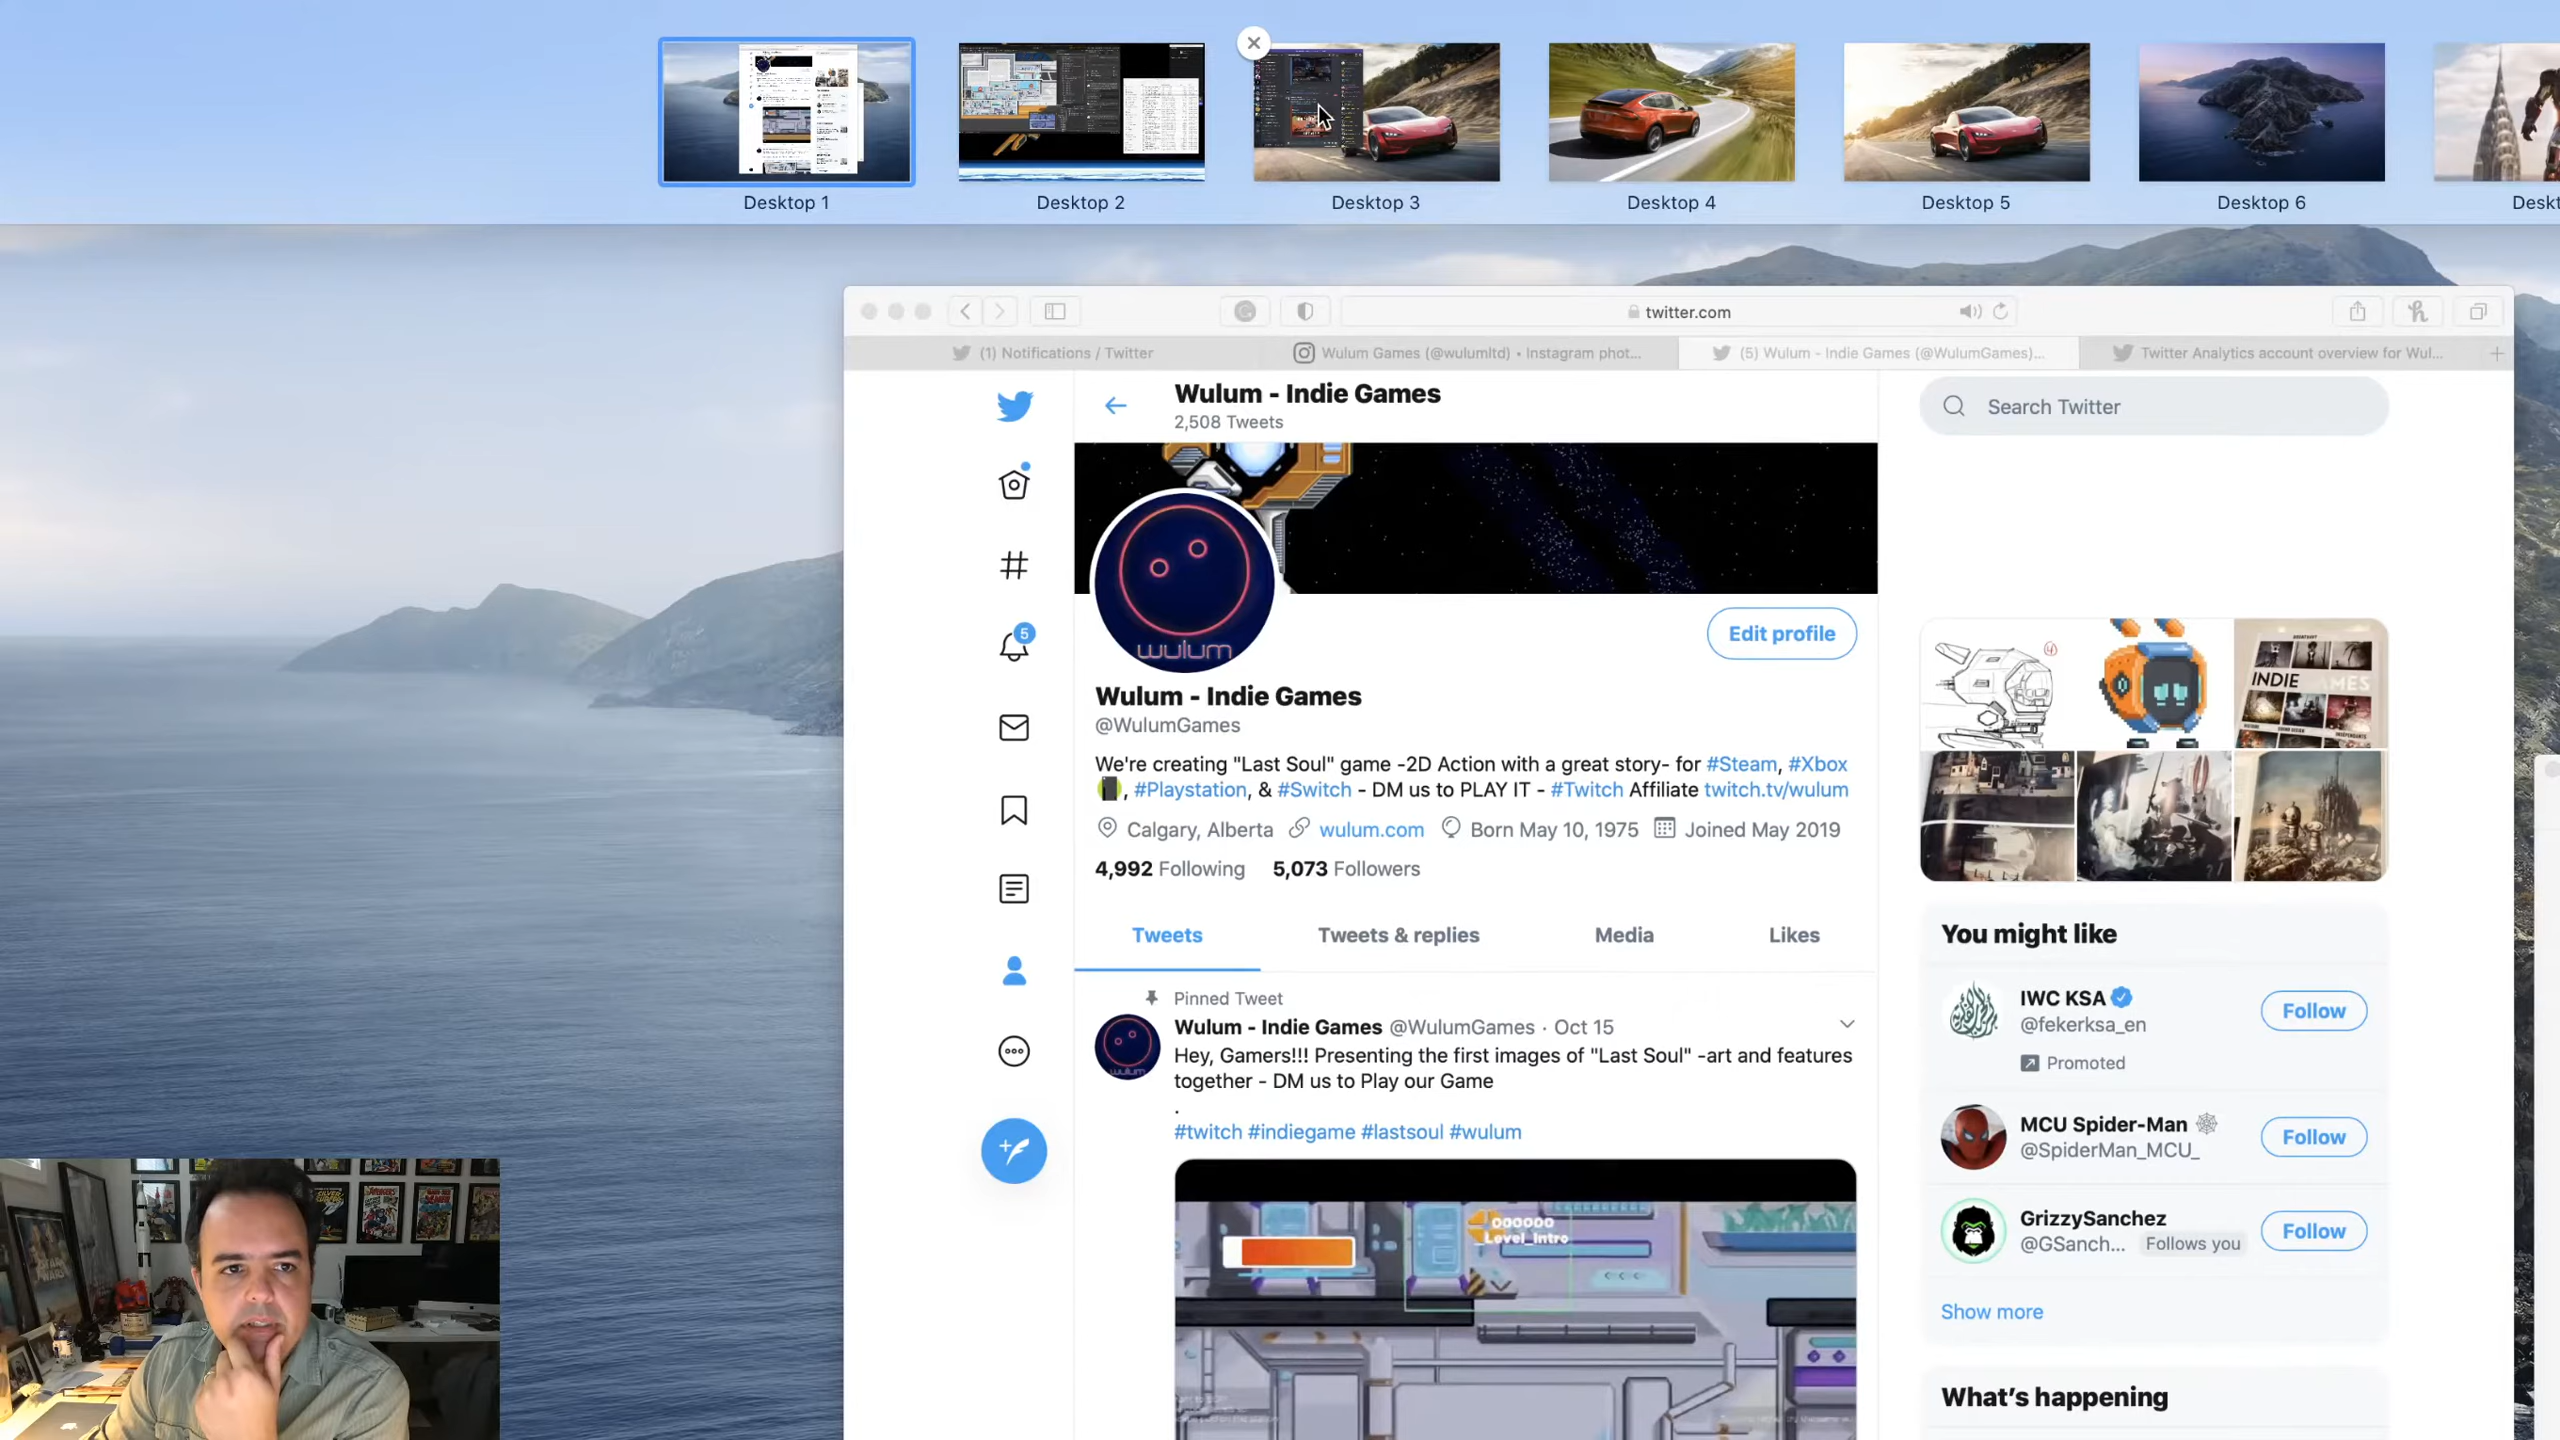 Desktop 1
Desktop 2
Desktop 3
Desktop 4
Desktop 5
Desktop 6
Deskt
twitter.com
(1) Notifications / Twitter
Wulum Games (@wulumltd) • Instagram phot...
(5) Wulum - Indie Games (@WulumGames)...
Twitter Analytics account overview for Wul...
Wulum - Indie Games
2,508 Tweets
Search Twitter
5
wulum
Edit profile
Wulum - Indie Games
@WulumGames
We're creating "Last Soul" game -2D Action with a great story- for #Steam, #Xbox
, #Playstation, & #Switch - DM us to PLAY IT - #Twitch Affiliate twitch.tv/wulum
Calgary, Alberta wulum.com Born May 10, 1975 Joined May 2019
4,992 Following 5,073 Followers
Tweets
Tweets & replies
Media
Likes
Pinned Tweet
Wulum - Indie Games @WulumGames · Oct 15
Hey, Gamers!!! Presenting the first images of "Last Soul" -art and features
together - DM us to Play our Game
.
#twitch #indiegame #lastsoul #wulum
000000
_Level_Intro
INDIE GAMES
You might like
IWC KSA
@fekerksa_en
Promoted
Follow
MCU Spider-Man
@SpiderMan_MCU_
Follow
GrizzySanchez
@GSanch... Follows you
Follow
Show more
What's happening